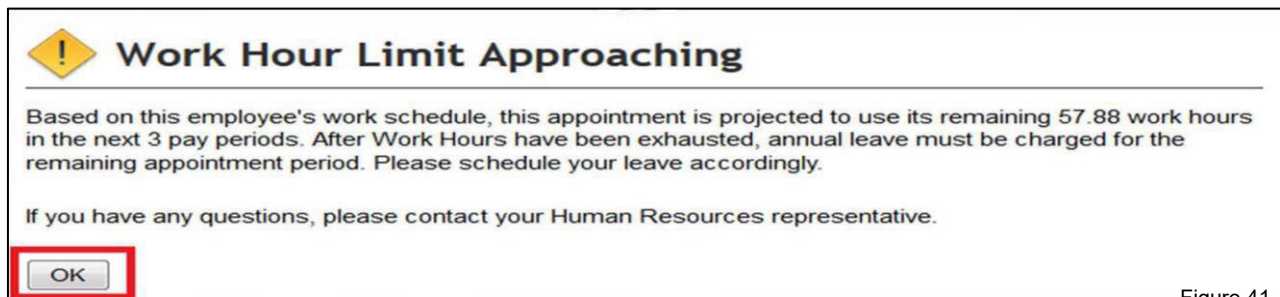 ! Work Hour Limit Approaching
Based on this employee's work schedule, this appointment is projected to use its remaining 57.88 work hours
in the next 3 pay periods. After Work Hours have been exhausted, annual leave must be charged for the
remaining appointment period. Please schedule your leave accordingly.
If you have any questions, please contact your Human Resources representative.
OK
Figure 41